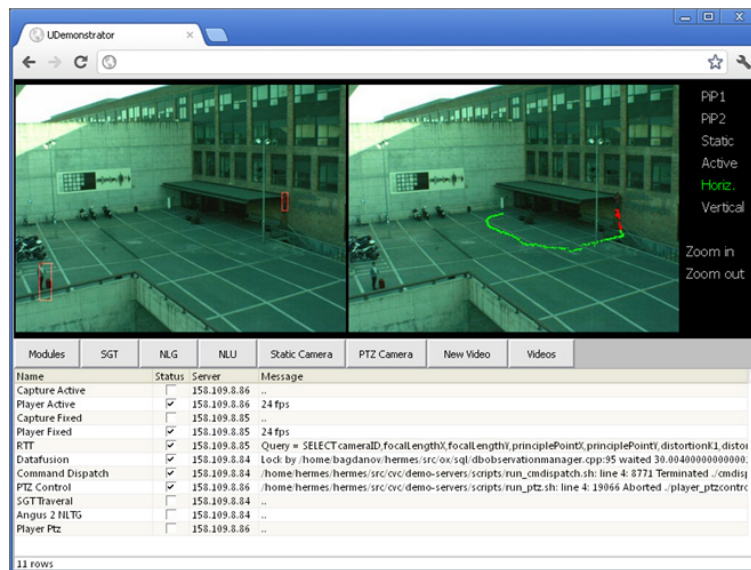 UDemonstrator
PiP1
PiP2
Static
Active
Horiz.
Vertical
Zoom in
Zoom out
Modules SGT NLG NLU Static Camera PTZ Camera New Video Videos
Name Status Server Message
Capture Active 158.109.8.86 ..
Player Active 158.109.8.86 24 fps
Capture Fixed 158.109.8.85 ..
Player Fixed 158.109.8.85 24 fps
RTT 158.109.8.85 Query = SELECT cameraID,focalLengthX,focalLengthY,principlePointX,principlePointY,distortionK1,distor
Datafusion 158.109.8.84 Lock by /home/bagdanov/hermes/src/ox/sql/dbobservationmanager.cpp:95 waited 30.00400000000000
Command Dispatch 158.109.8.84 /home/hermes/hermes/src/cvc/demo-servers/scripts/run_cmdispatch.sh: line 4: 8771 Terminated ./cmdisp
PTZ Control 158.109.8.86 /home/hermes/hermes/src/cvc/demo-servers/scripts/run_ptz.sh: line 4: 19066 Aborted ./player_ptzcontro
SGTTraveral 158.109.8.84 ..
Angus 2 NLTG 158.109.8.84 ..
Player Ptz 158.109.8.86 ..
11 rows